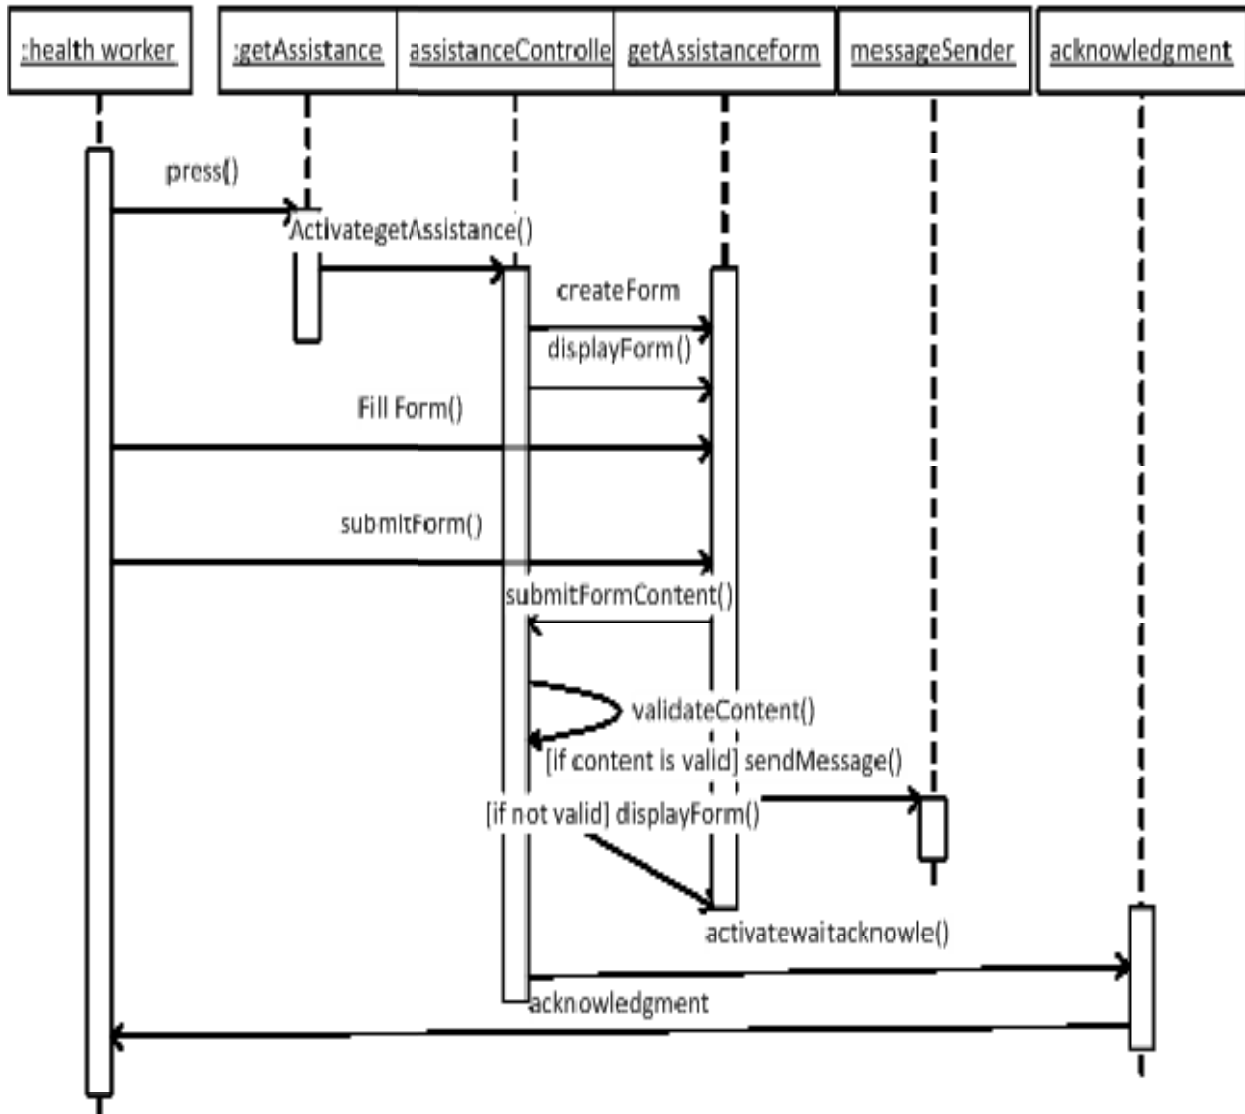 :health worker
:getAssistance
assistanceControlle
getAssistanceform
messageSender
acknowledgment
press()
ActivategetAssistance()
createForm
displayForm()
Fill Form()
submitForm()
submitFormContent()
validateContent()
[if content is valid] sendMessage()
[if not valid] displayForm()
activatewaitacknowle()
acknowledgment